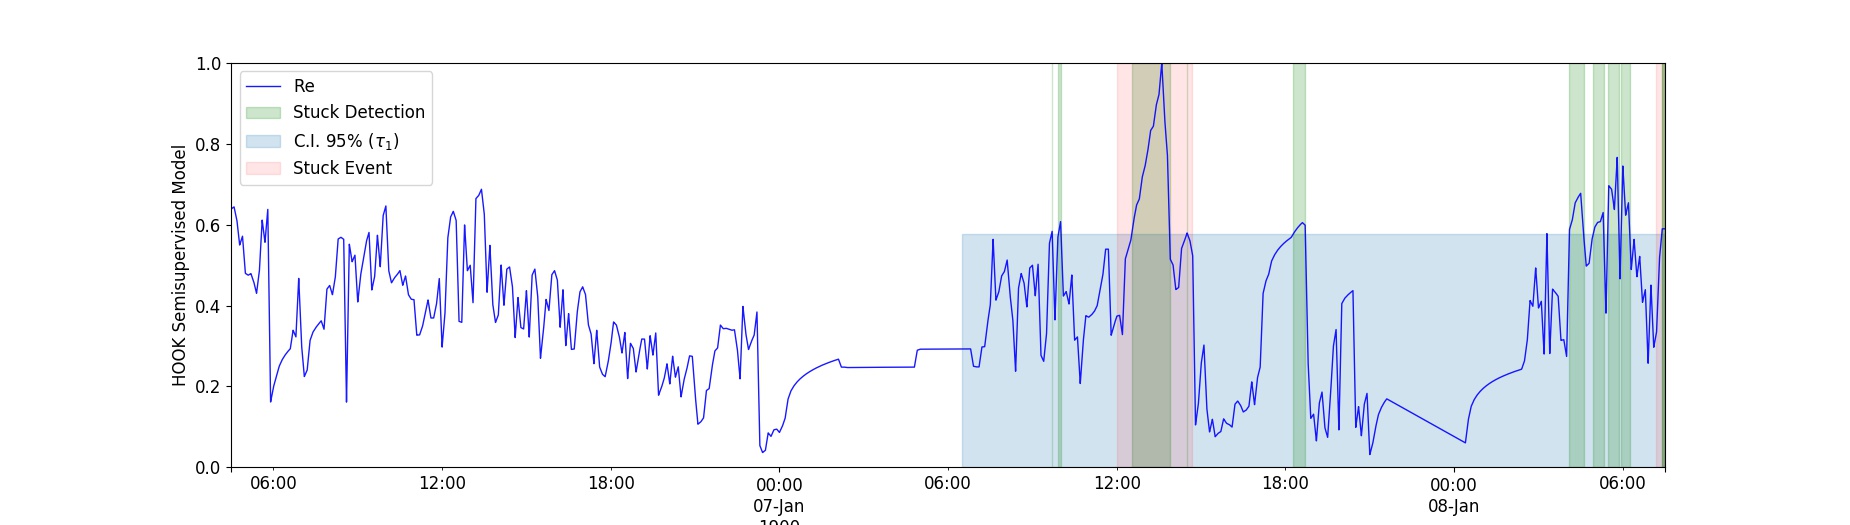 1.0
0.8
0.6
0.4
0.2
0.0
HOOK Semisupervised Model
Re
Stuck Detection
C.I. 95% (τ₁)
Stuck Event
06:00 12:00 18:00 00:00 06:00 12:00 18:00 00:00 06:00
07-Jan 08-Jan
1900